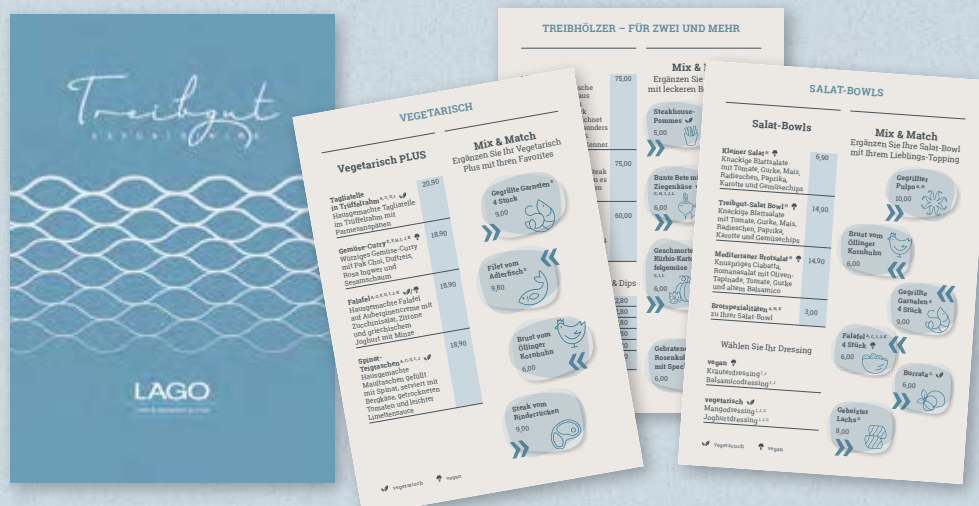 Treibgut
LAGO
VEGETARISCH
Vegetarisch PLUS
Tagliatelle
in Trüffelrahm A, C, G, L
Hausgemachte Tagliatelle
im Trüffelrahm mit
Parmesanspänen
20,90
Gemüse-Curry
Würziges Gemüse-Curry
mit Pak Choi, Duftreis,
Rosa Ingwer und
Sesamschaum
18,90
Falafel
Hausgemachte Falafel
auf Auberginencreme mit
Zucchinisalat, Zitrone
und griechischem
Joghurt mit Minze
18,90
Spinat-
Teigtaschen
Hausgemachte
Maultaschen gefüllt
mit Spinat, serviert mit
Bergkäse, getrockneten
Tomaten und leichter
Limettensauce
18,90
Mix & Match
Ergänzen Sie Ihr Vegetarisch
Plus mit Ihren Favorites
Gegrillte Garnelen
4 Stück
9,00
Filet vom
Adlerfisch
9,80
Brust vom
Öllinger
Kornhuhn
6,00
Steak vom
Rinderrücken
9,00
vegetarisch
vegan
TREIBHÖLZER – FÜR ZWEI UND MEHR
75,00
75,00
60,00
& Dips
Mix &
Ergänzen Si
mit leckeren B
Steakhouse-
Pommes
5,00
Bunte Bete mi
Ziegenkäse
6,00
Geschmort
Kürbis-Karto
felgemüse
6,00
Gebraten
Rosenkoh
mit Spec
6,00
SALAT-BOWLS
Salat-Bowls
Kleiner Salat
Knackige Blattsalate
mit Tomate, Gurke, Mais,
Radieschen, Paprika,
Karotte und Gemüsechips
6,90
Treibgut-Salat Bowl
Knackige Blattsalate
mit Tomate, Gurke, Mais,
Radieschen, Paprika,
Karotte und Gemüsechips
14,90
Mediterraner Brotsalat
Knuspriges Ciabatta,
Romanasalat mit Oliven-
Tapinade, Tomate, Gurke
und altem Balsamico
14,90
Brotspezialitäten
zu Ihrer Salat-Bowl
3,00
Wählen Sie Ihr Dressing
vegan
Kräuterdressing
Balsamicodressing
vegetarisch
Mangodressing
Joghurtdressing
vegetarisch
vegan
Mix & Match
Ergänzen Sie Ihre Salat-Bowl
mit Ihrem Lieblings-Topping
Gegrillter
Pulpo
10,00
Brust vom
Öllinger
Kornhuhn
6,00
Gegrillte
Garnelen
4 Stück
9,00
Falafel
4 Stück
6,00
Burrata
6,00
Gebeizter
Lachs
8,00